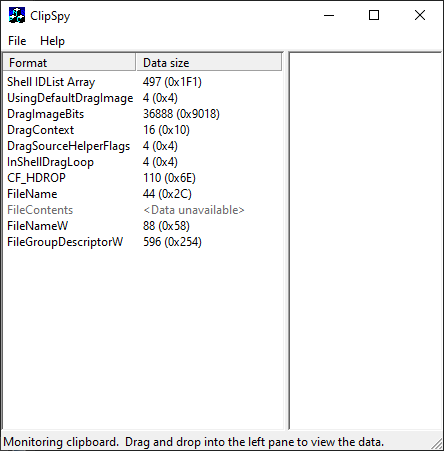 ClipSpy
File Help
Format Data size
Shell IDList Array 497 (0x1F1)
UsingDefaultDragImage 4 (0x4)
DragImageBits 36888 (0x9018)
DragContext 16 (0x10)
DragSourceHelperFlags 4 (0x4)
InShellDragLoop 4 (0x4)
CF_HDROP 110 (0x6E)
FileName 44 (0x2C)
FileContents <Data unavailable>
FileNameW 88 (0x58)
FileGroupDescriptorW 596 (0x254)
Monitoring clipboard.  Drag and drop into the left pane to view the data.